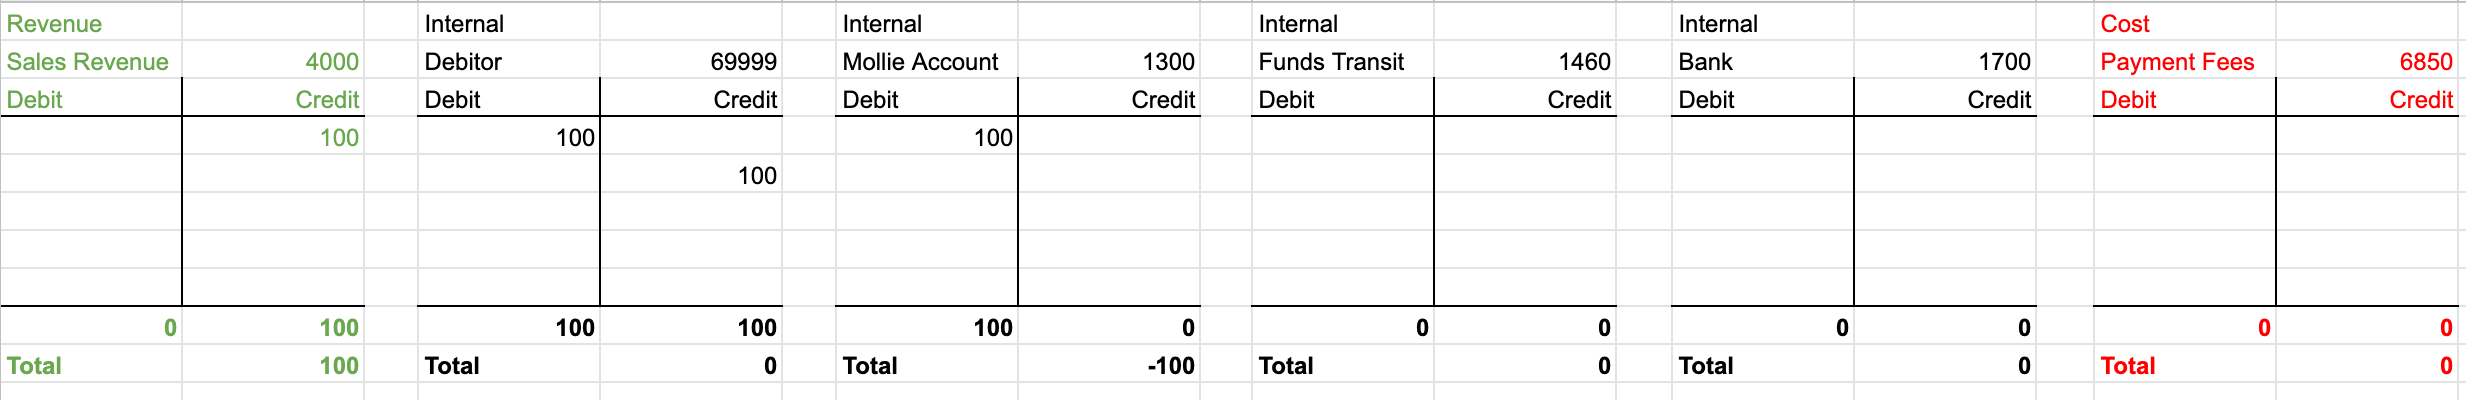 Revenue Internal Internal Internal Internal Cost
Sales Revenue 4000 Debitor 69999 Mollie Account 1300 Funds Transit 1460 Bank 1700 Payment Fees 6850
Debit Credit Debit Credit Debit Credit Debit Credit Debit Credit Debit Credit
100 100 100
100
0 100 100 100 100 0 0 0 0 0 0 0
Total 100 Total 0 Total -100 Total 0 Total 0 Total 0